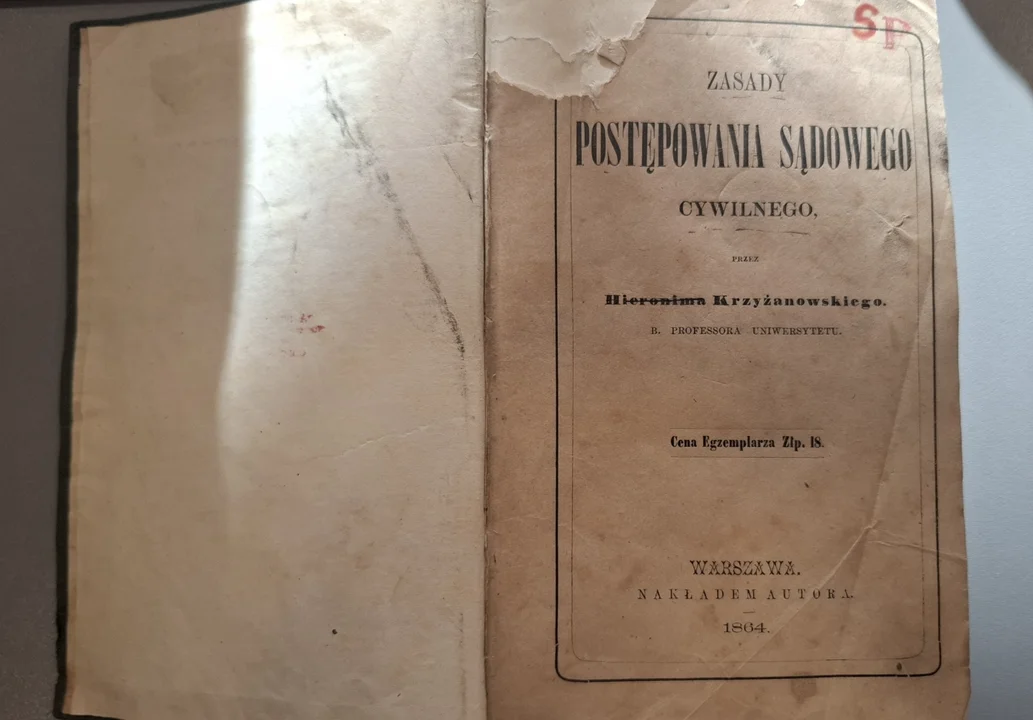 SF
ZASADY
POSTĘPOWANIA SĄDOWEGO
CYWILNEGO,
PRZEZ
Hieronima Krzyżanowskiego.
B. PROFESSORA UNIWERSYTETU.
Cena Egzemplarza Złp. 18.
WARSZAWA.
NAKŁADEM AUTORA.
1864.